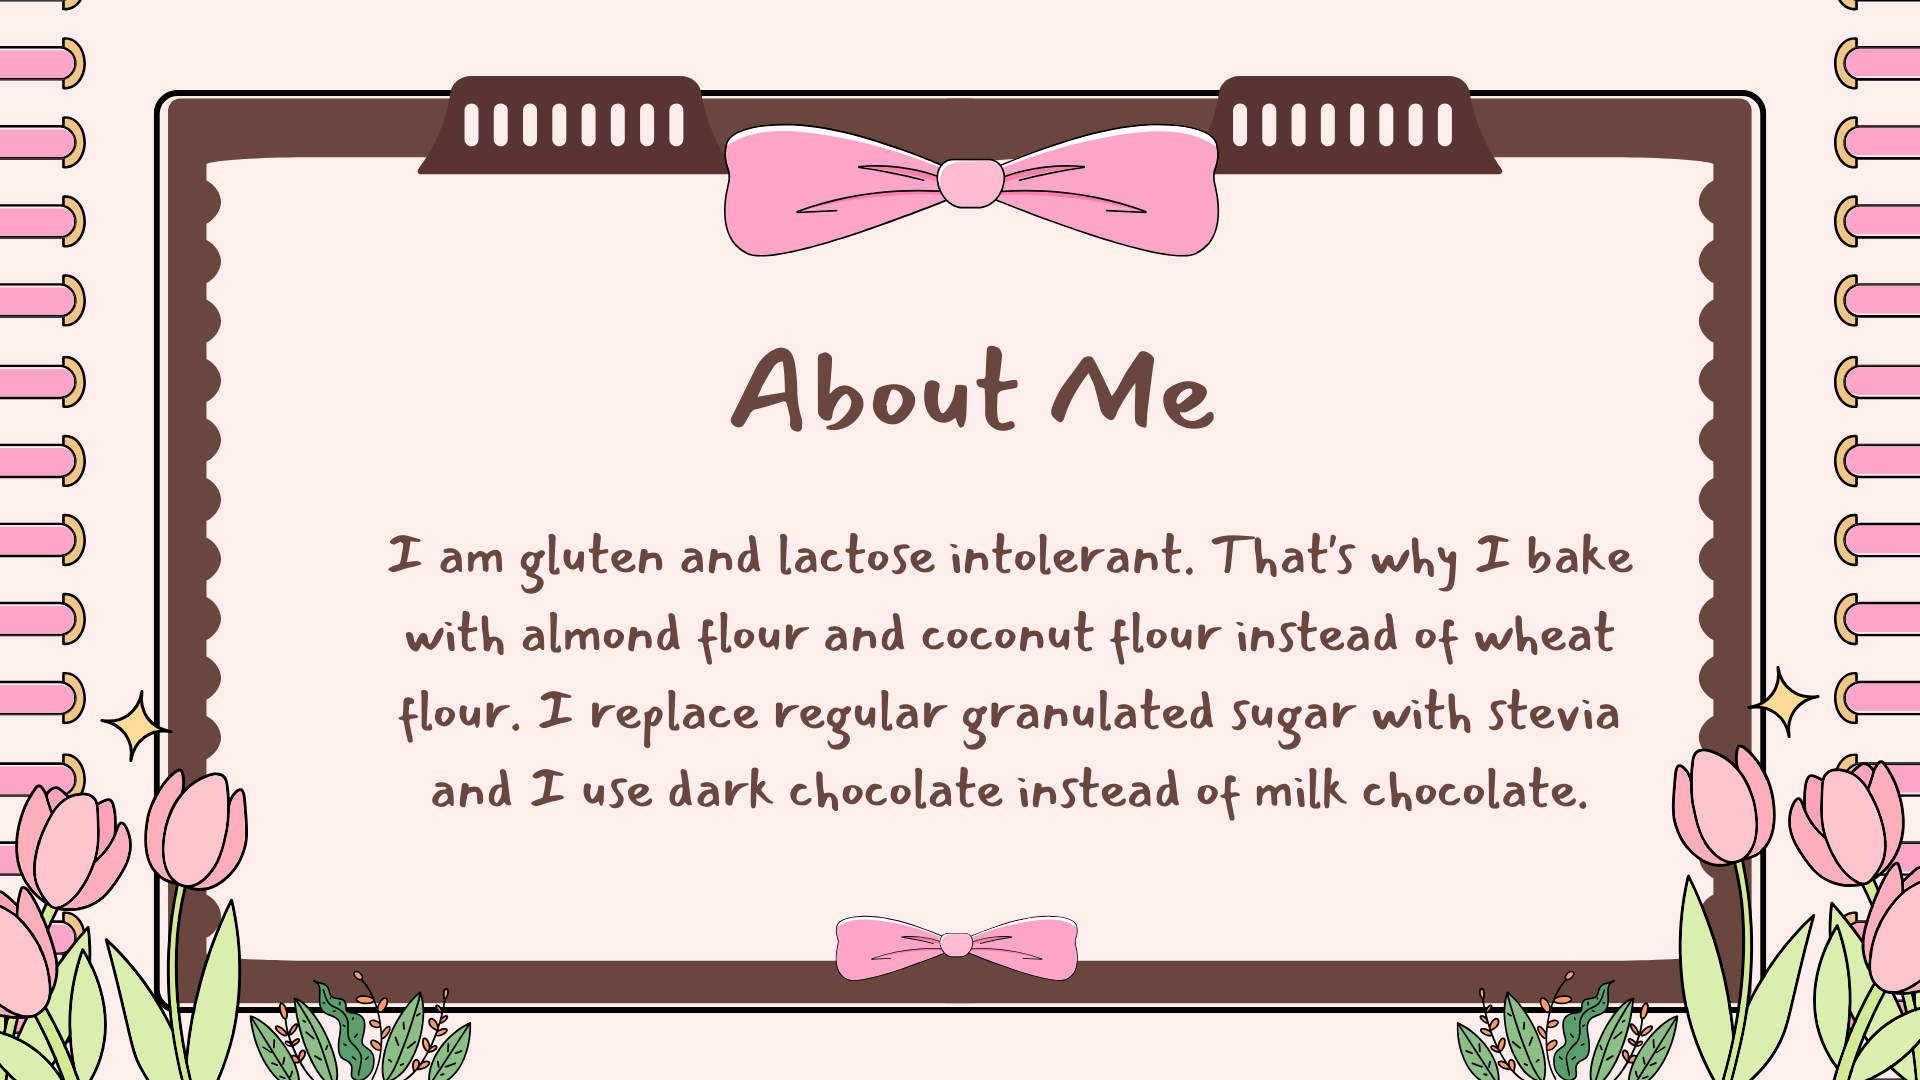 About Me
I am gluten and lactose intolerant. That's why I bake
with almond flour and coconut flour instead of wheat
flour. I replace regular granulated sugar with stevia
and I use dark chocolate instead of milk chocolate.